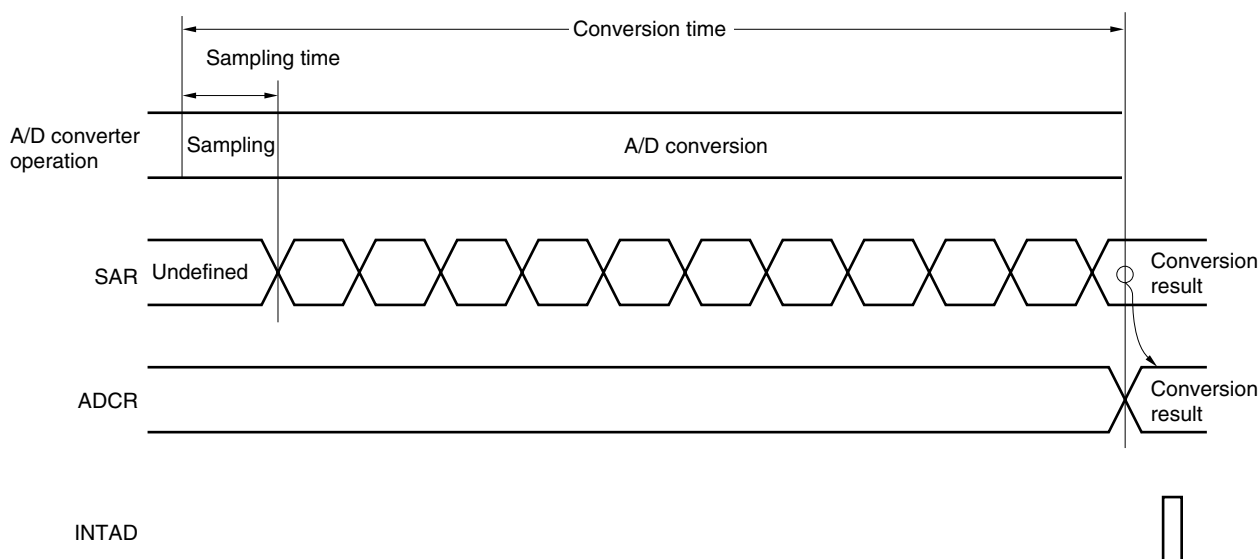 Conversion time
Sampling time
A/D converter
operation
Sampling
A/D conversion
SAR
Undefined
Conversion
result
ADCR
Conversion
result
INTAD